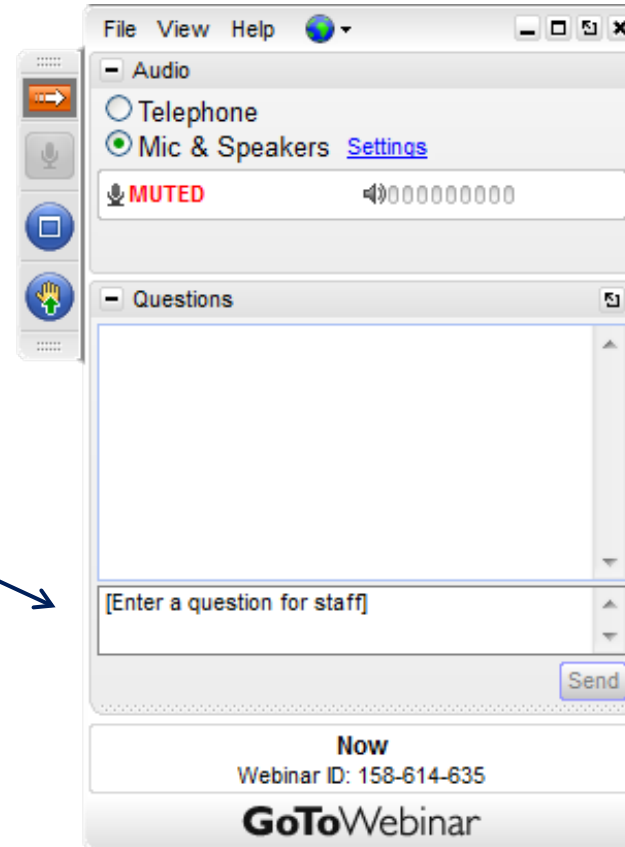 File View Help
Audio
Telephone
Mic & Speakers Settings
MUTED 000000000
Questions
[Enter a question for staff]
Send
Now
Webinar ID: 158-614-635
GoToWebinar